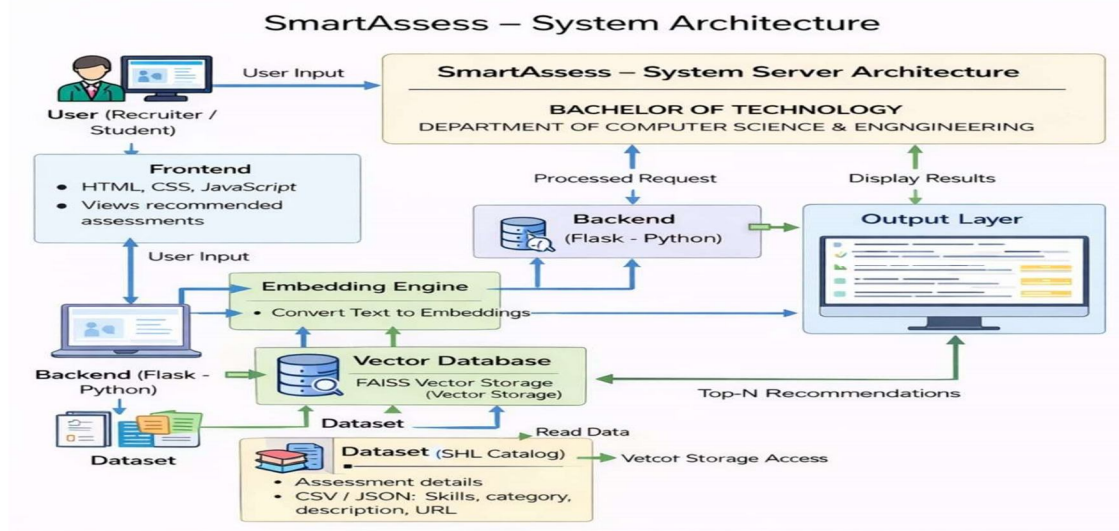 SmartAssess – System Architecture
User Input
SmartAssess – System Server Architecture
BACHELOR OF TECHNOLOGY
DEPARTMENT OF COMPUTER SCIENCE & ENGNGINEERING
User (Recruiter /
Student)
Frontend
• HTML, CSS, JavaScript
• Views recommended
assessments
Processed Request
Display Results
Backend
(Flask - Python)
Output Layer
User Input
Embedding Engine
• Convert Text to Embeddings
Backend (Flask -
Python)
Vector Database
FAISS Vector Storage
(Vector Storage)
Top-N Recommendations
Dataset
Dataset
Read Data
Dataset (SHL Catalog)
Vetcor Storage Access
• Assessment details
• CSV / JSON: Skills, category,
description, URL